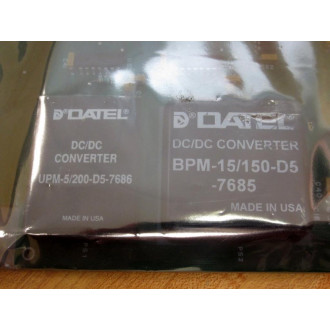 DATEL
DC/DC
CONVERTER
UPM-5/200-D5-7686
MADE IN USA
DATEL
DC/DC CONVERTER
BPM-15/150-D5
-7685
MADE IN USA